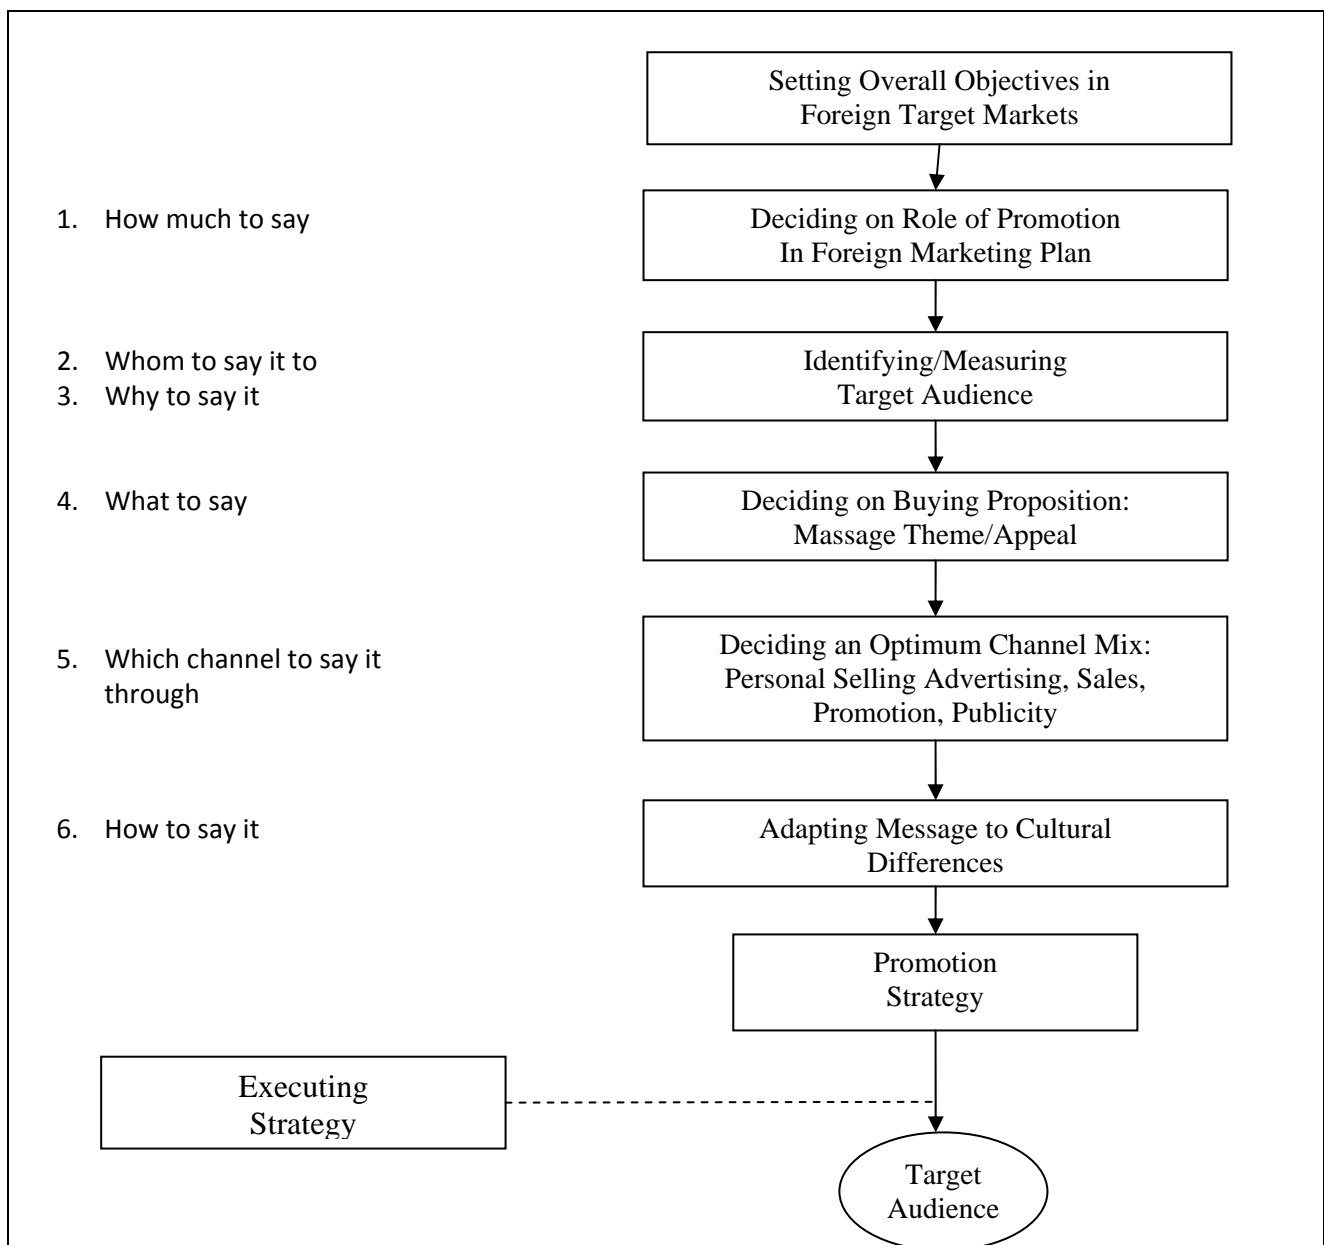 Setting Overall Objectives in
Foreign Target Markets
1. How much to say
Deciding on Role of Promotion
In Foreign Marketing Plan
2. Whom to say it to
3. Why to say it
Identifying/Measuring
Target Audience
4. What to say
Deciding on Buying Proposition:
Massage Theme/Appeal
5. Which channel to say it
through
Deciding an Optimum Channel Mix:
Personal Selling Advertising, Sales,
Promotion, Publicity
6. How to say it
Adapting Message to Cultural
Differences
Promotion
Strategy
Executing
Strategy
Target
Audience